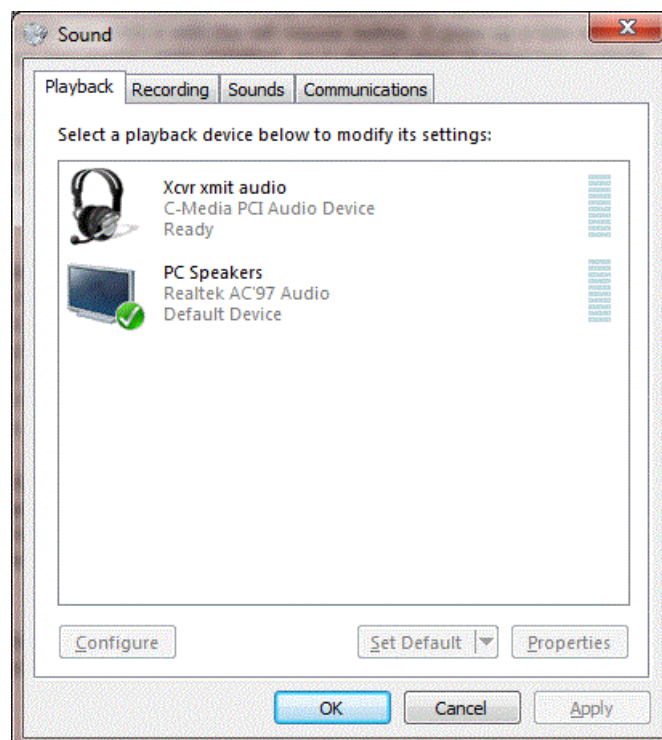 Sound
Playback Recording Sounds Communications
Select a playback device below to modify its settings:
Xcvr xmit audio
C-Media PCI Audio Device
Ready
PC Speakers
Realtek AC'97 Audio
Default Device
Configure Set Default Properties
OK Cancel Apply